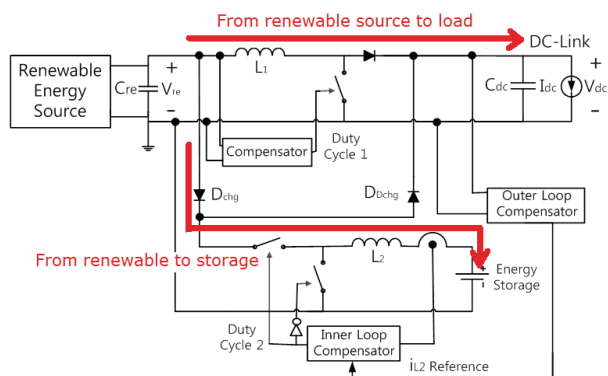 From renewable source to load
DC-Link
Renewable
Energy
Source
Cre
+
Vre
−
L1
Cdc
Idc
+
Vdc
−
Compensator
Duty
Cycle 1
Dchg
DDchg
Outer Loop
Compensator
From renewable to storage
L2
+
-
Energy
Storage
Duty
Cycle 2
Inner Loop
Compensator
iL2 Reference